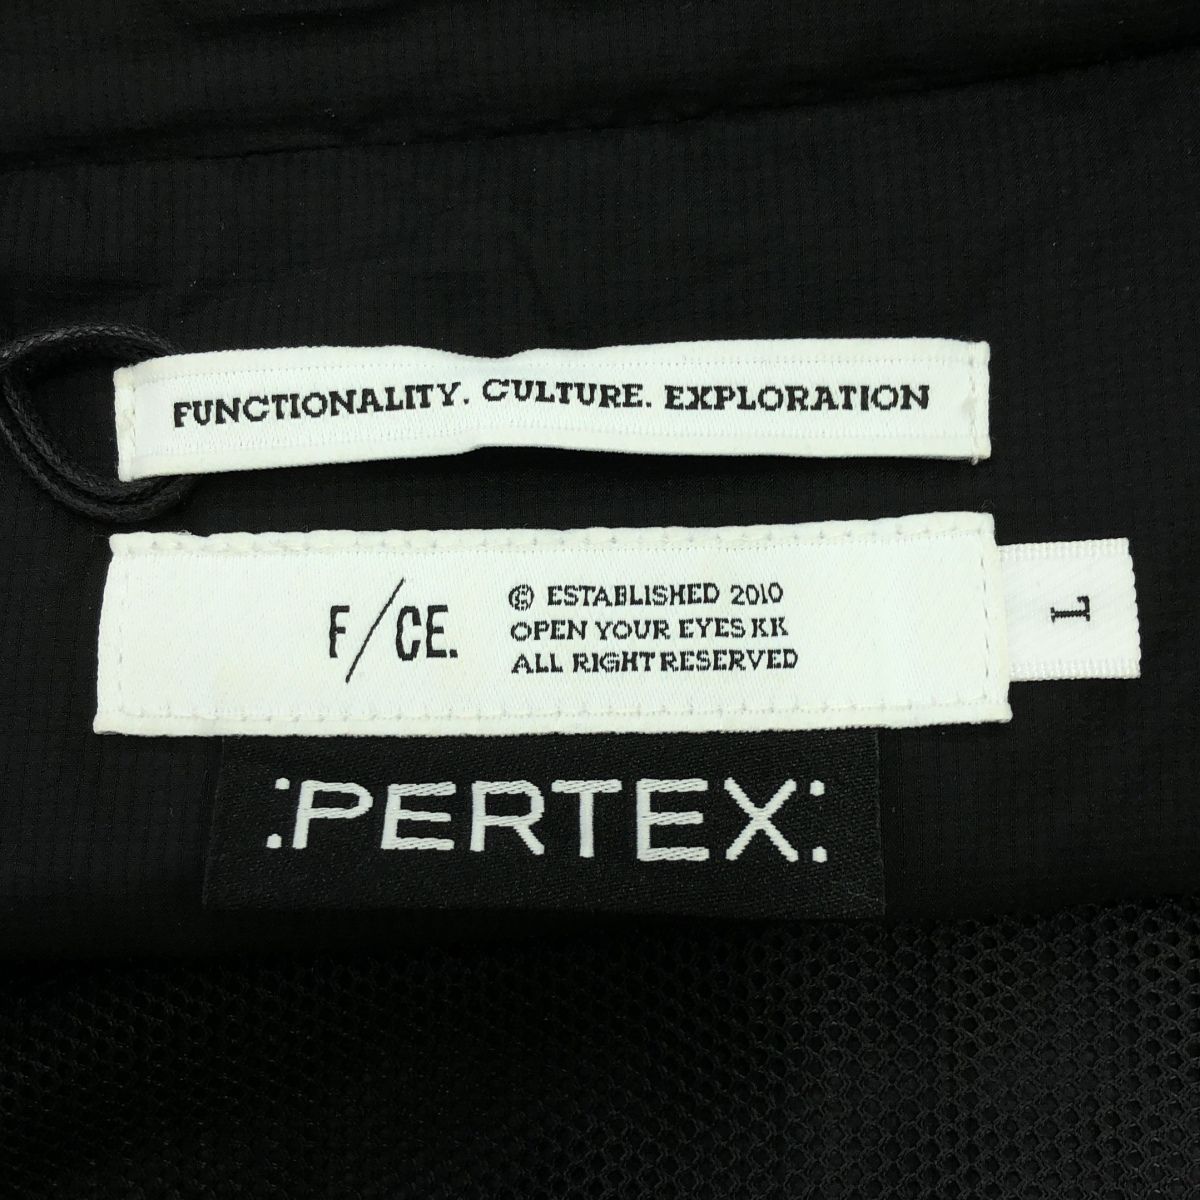 FUNCTIONALITY. CULTURE. EXPLORATION
F/CE.
© ESTABLISHED 2010
OPEN YOUR EYES KK
ALL RIGHT RESERVED
L
:PERTEX: